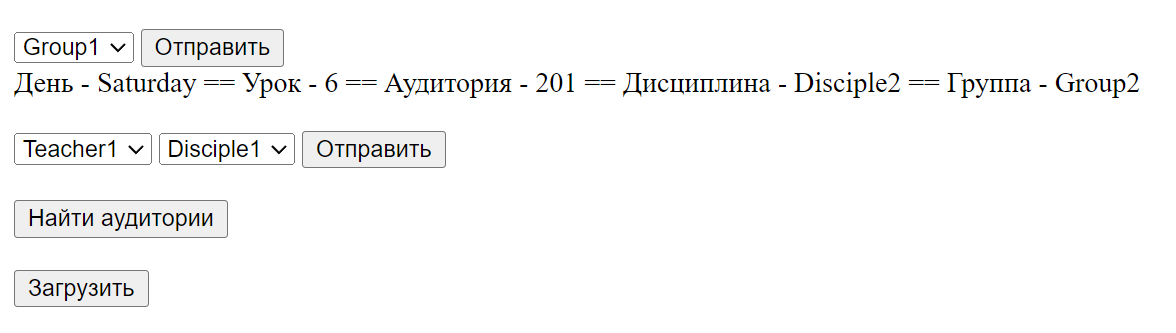 Group1 Отправить
День - Saturday == Урок - 6 == Аудитория - 201 == Дисциплина - Disciple2 == Группа - Group2
Teacher1 Disciple1 Отправить
Найти аудитории
Загрузить